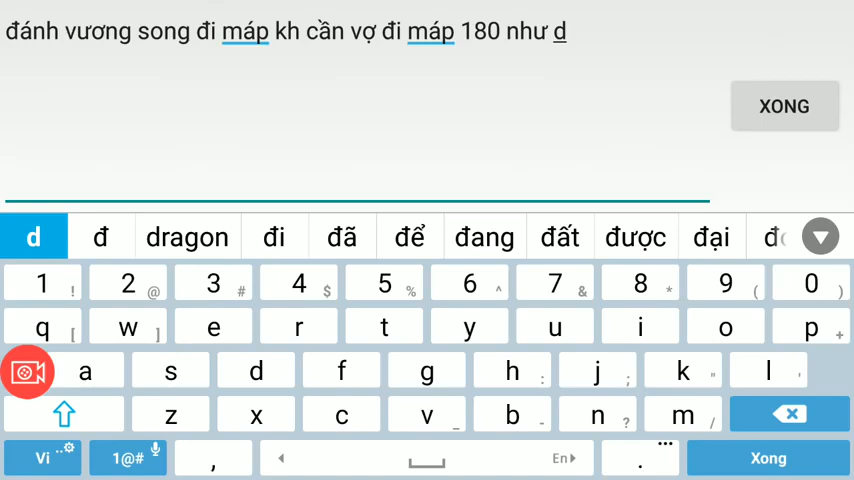 đánh vương song đi máp kh cần vợ đi máp 180 như d
XONG
d đ dragon đi đã để đang đất được đại
1 ! 2 @ 3 # 4 $ 5 % 6 ^ 7 & 8 * 9 ( 0 )
q [ w ] e r t y u i o p +
a s d f g h : j ; k " l '
z x c v _ b - n ? m /
Vi 1@# , En . Xong